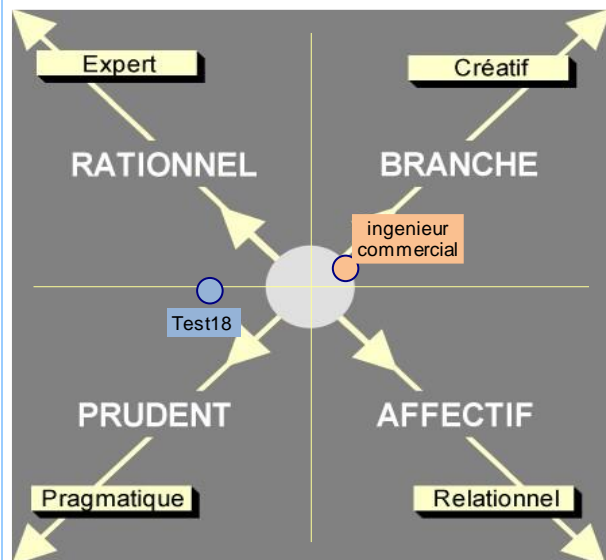 Expert
Créatif
RATIONNEL
BRANCHE
ingenieur
commercial
Test18
PRUDENT
AFFECTIF
Pragmatique
Relationnel